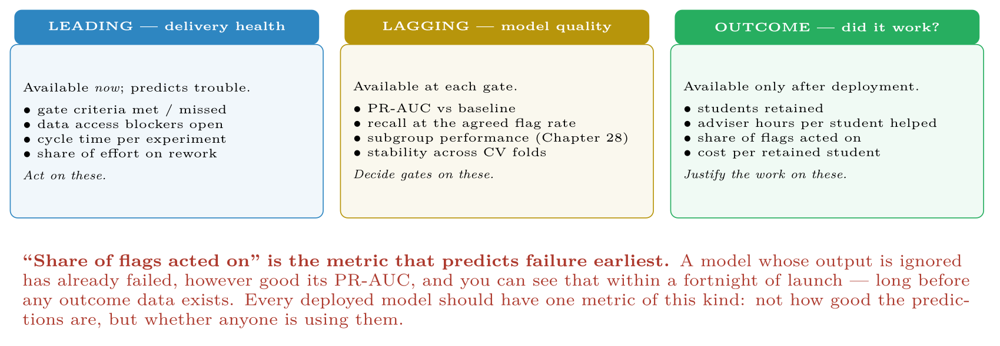 LEADING — delivery health
Available now; predicts trouble.
• gate criteria met / missed
• data access blockers open
• cycle time per experiment
• share of effort on rework
Act on these.
LAGGING — model quality
Available at each gate.
• PR-AUC vs baseline
• recall at the agreed flag rate
• subgroup performance (Chapter 28)
• stability across CV folds
Decide gates on these.
OUTCOME — did it work?
Available only after deployment.
• students retained
• adviser hours per student helped
• share of flags acted on
• cost per retained student
Justify the work on these.
“Share of flags acted on” is the metric that predicts failure earliest. A model whose output is ignored
has already failed, however good its PR-AUC, and you can see that within a fortnight of launch — long before
any outcome data exists. Every deployed model should have one metric of this kind: not how good the predic-
tions are, but whether anyone is using them.